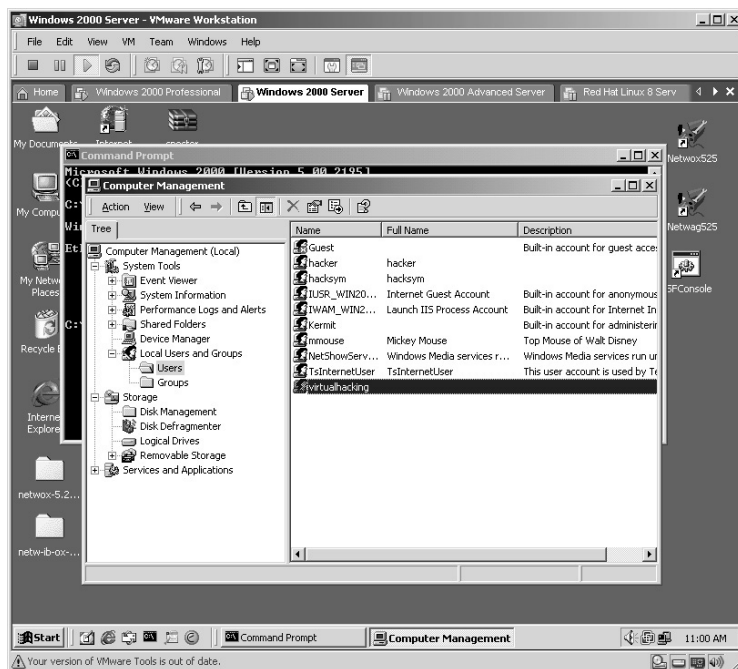 Windows 2000 Server - VMware Workstation
File Edit View VM Team Windows Help
Home Windows 2000 Professional Windows 2000 Server Windows 2000 Advanced Server Red Hat Linux 8 Serv
My Documents Internet
Netwox525
Command Prompt
Microsoft Windows 2000 [Version 5.00.2195]
<C
Computer Management
My Compu
C:\
Action View
Netwag525
Win
Tree
Name Full Name Description
Eth
Computer Management (Local)
Guest Built-in account for guest acce
System Tools
hacker hacker
Event Viewer
hacksym hacksym
My Netw
Places
SFConsole
System Information
IUSR_WIN20... Internet Guest Account Built-in account for anonymous
Performance Logs and Alerts
IWAM_WIN2... Launch IIS Process Account Built-in account for Internet In
Shared Folders
Kermit Built-in account for administerin
C:\
Device Manager
mmouse Mickey Mouse Top Mouse of Walt Disney
Recycle B
Local Users and Groups
NetShowServ... Windows Media services r... Windows Media services run ur
Users
TsInternetUser TsInternetUser This user account is used by Te
Groups
virtualhacking
Storage
Disk Management
Interne
Explore
Disk Defragmenter
Logical Drives
Removable Storage
Services and Applications
netwox-5.2...
netw-ib-ox-...
Start Command Prompt Computer Management 11:00 AM
Your version of VMware Tools is out of date.